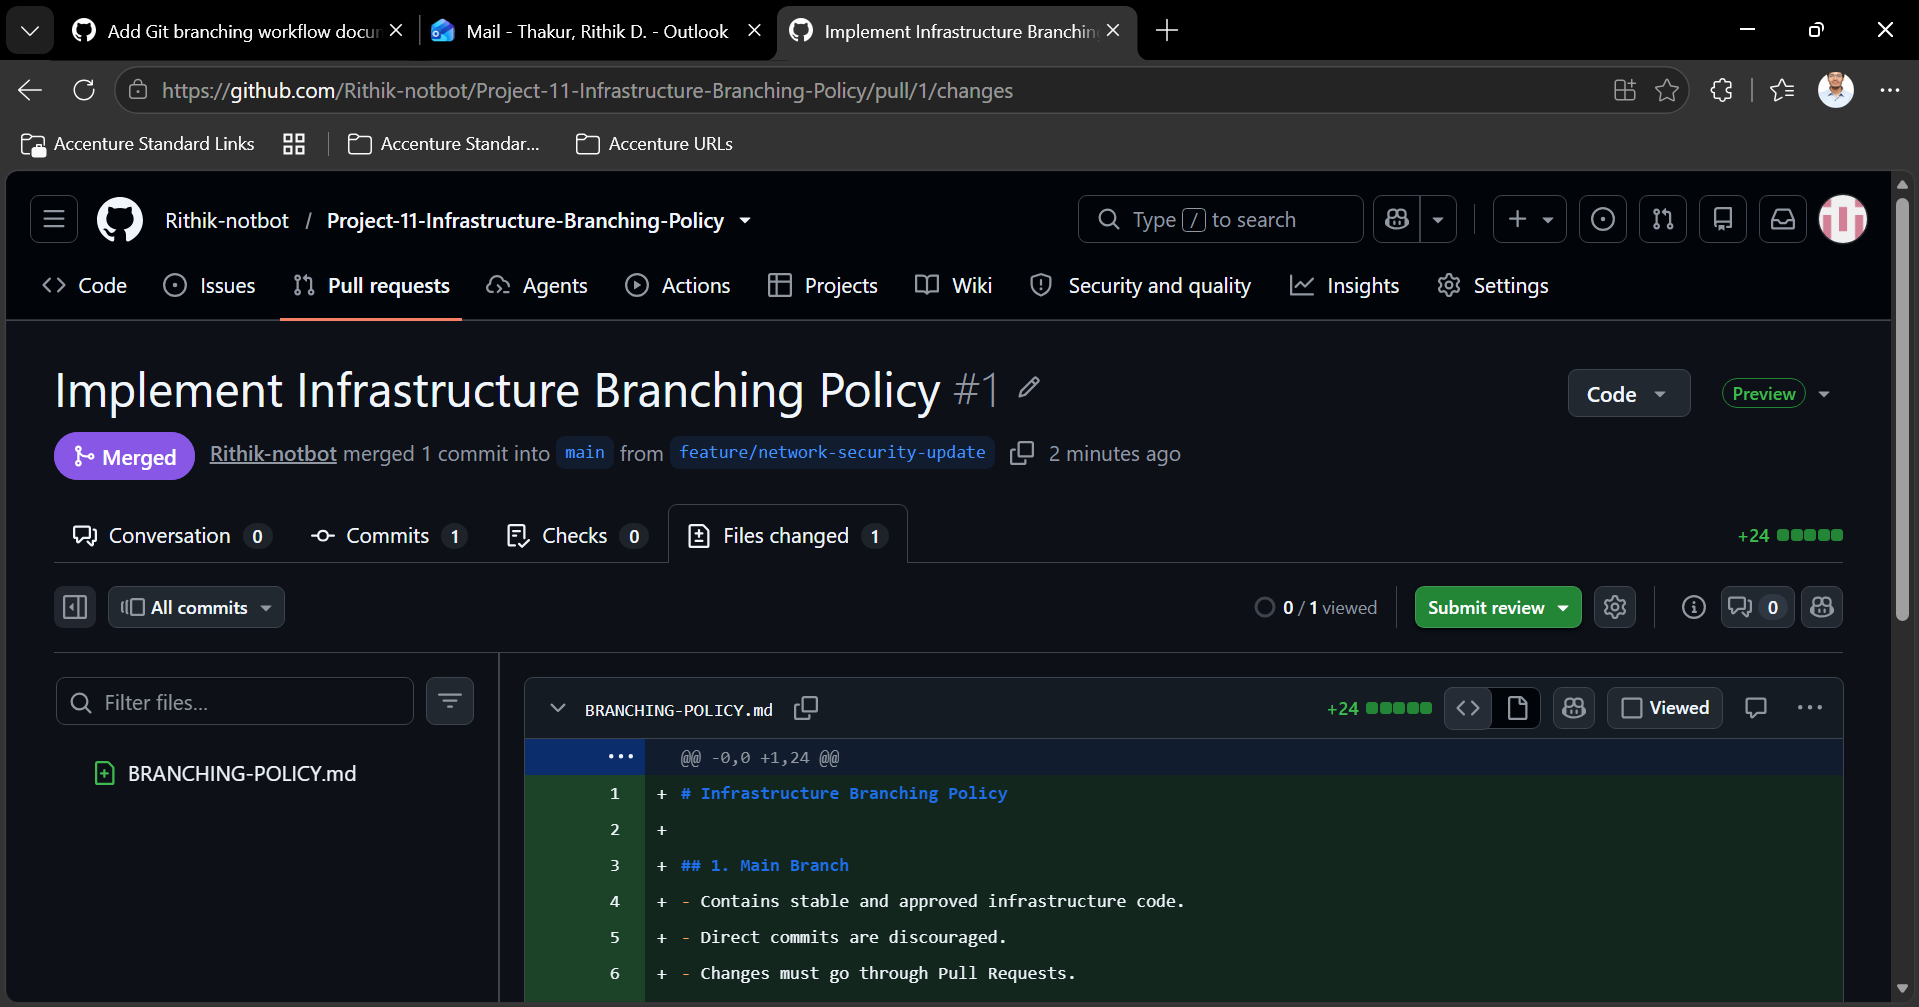 Add Git branching workflow docun
Mail - Thakur, Rithik D. - Outlook
Implement Infrastructure Branchin
https://github.com/Rithik-notbot/Project-11-Infrastructure-Branching-Policy/pull/1/changes
Accenture Standard Links
Accenture Standar...
Accenture URLs
Rithik-notbot / Project-11-Infrastructure-Branching-Policy
Type / to search
Code
Issues
Pull requests
Agents
Actions
Projects
Wiki
Security and quality
Insights
Settings
Implement Infrastructure Branching Policy #1
Code
Preview
Merged
Rithik-notbot merged 1 commit into main from feature/network-security-update 2 minutes ago
Conversation 0
Commits 1
Checks 0
Files changed 1
+24
All commits
0 / 1 viewed
Submit review
0
Filter files...
BRANCHING-POLICY.md
BRANCHING-POLICY.md
+24
Viewed
... @@ -0,0 +1,24 @@
1 + # Infrastructure Branching Policy
2 +
3 + ## 1. Main Branch
4 + - Contains stable and approved infrastructure code.
5 + - Direct commits are discouraged.
6 + - Changes must go through Pull Requests.